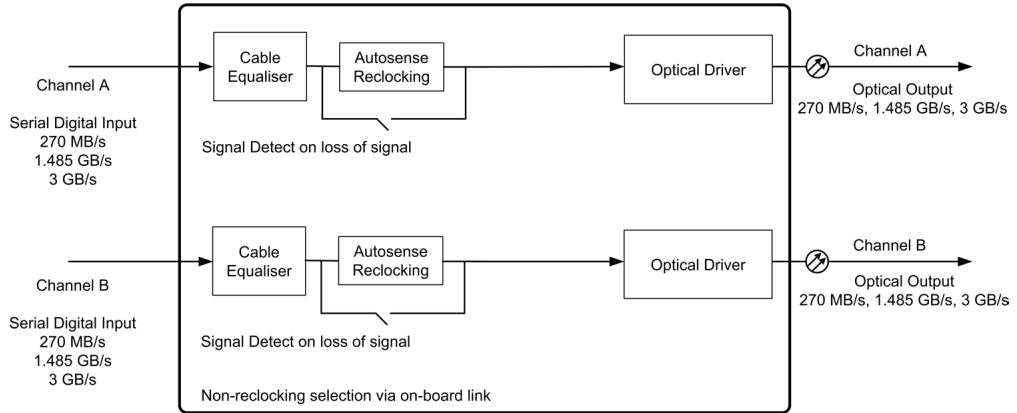 Cable
Equaliser
Autosense
Reclocking
Optical Driver
Channel A
Channel A
Optical Output
270 MB/s, 1.485 GB/s, 3 GB/s
Serial Digital Input
270 MB/s
1.485 GB/s
3 GB/s
Signal Detect on loss of signal
Cable
Equaliser
Autosense
Reclocking
Optical Driver
Channel B
Channel B
Optical Output
270 MB/s, 1.485 GB/s, 3 GB/s
Serial Digital Input
270 MB/s
1.485 GB/s
3 GB/s
Signal Detect on loss of signal
Non-reclocking selection via on-board link